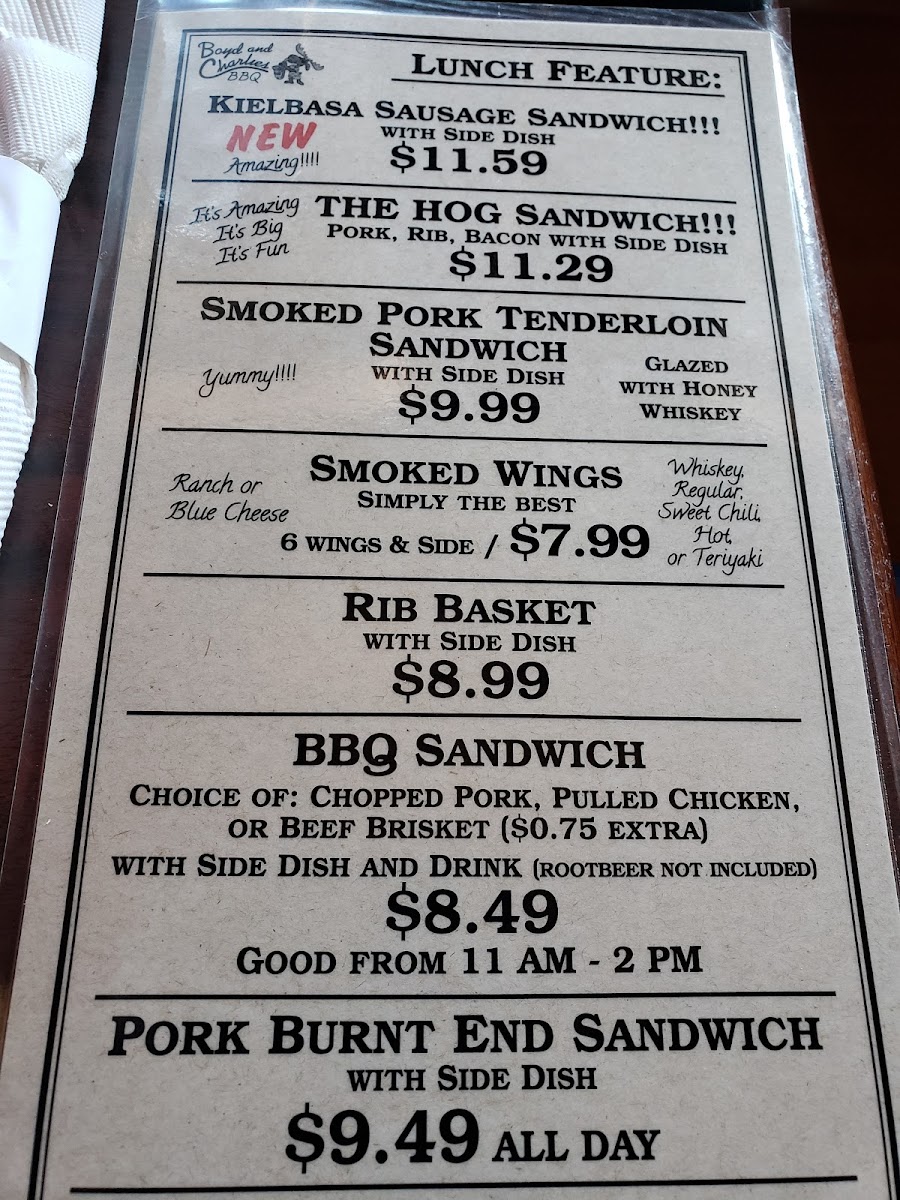 Boyd and
Charlies
BBQ
LUNCH FEATURE:
KIELBASA SAUSAGE SANDWICH!!!
NEW
WITH SIDE DISH
Amazing!!!!
$11.59
It's Amazing
It's Big
It's Fun
THE HOG SANDWICH!!!
PORK, RIB, BACON WITH SIDE DISH
$11.29
SMOKED PORK TENDERLOIN
SANDWICH
Yummy!!!!
WITH SIDE DISH
$9.99
GLAZED
WITH HONEY
WHISKEY
Ranch or
Blue Cheese
SMOKED WINGS
SIMPLY THE BEST
6 WINGS & SIDE / $7.99
Whiskey,
Regular,
Sweet Chili,
Hot,
or Teriyaki
RIB BASKET
WITH SIDE DISH
$8.99
BBQ SANDWICH
CHOICE OF: CHOPPED PORK, PULLED CHICKEN,
OR BEEF BRISKET ($0.75 EXTRA)
WITH SIDE DISH AND DRINK (ROOTBEER NOT INCLUDED)
$8.49
GOOD FROM 11 AM - 2 PM
PORK BURNT END SANDWICH
WITH SIDE DISH
$9.49 ALL DAY